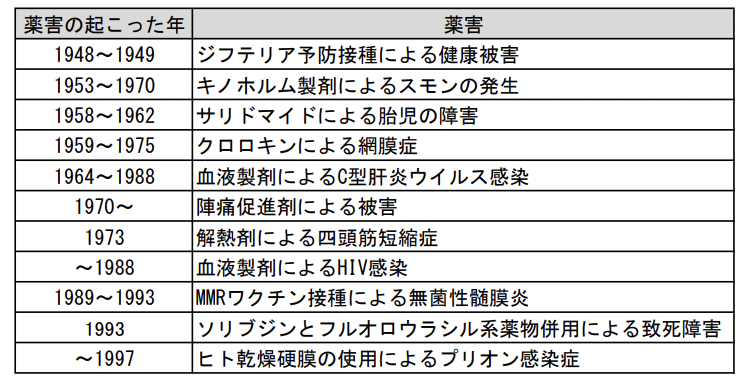 薬害の起こった年 薬害
1948～1949 ジフテリア予防接種による健康被害
1953～1970 キノホルム製剤によるスモンの発生
1958～1962 サリドマイドによる胎児の障害
1959～1975 クロロキンによる網膜症
1964～1988 血液製剤によるC型肝炎ウイルス感染
1970～ 陣痛促進剤による被害
1973 解熱剤による四頭筋短縮症
～1988 血液製剤によるHIV感染
1989～1993 MMRワクチン接種による無菌性髄膜炎
1993 ソリブジンとフルオロウラシル系薬物併用による致死障害
～1997 ヒト乾燥硬膜の使用によるプリオン感染症